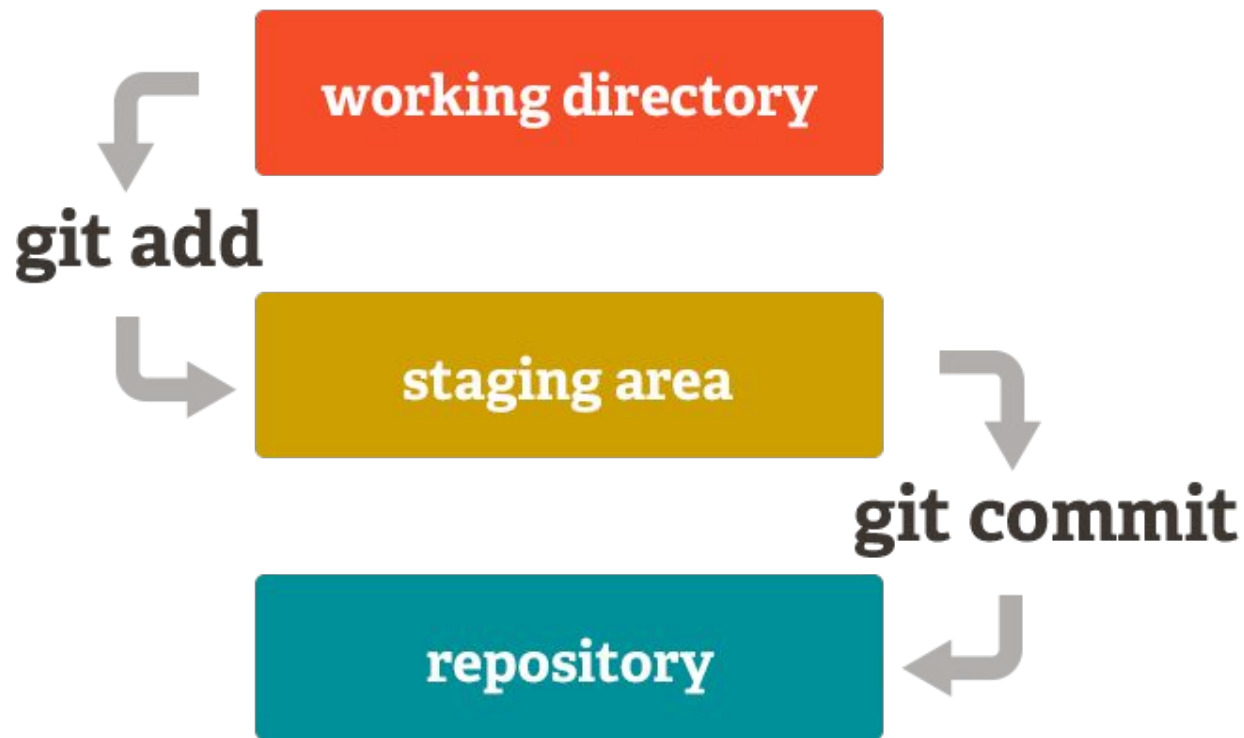 working directory
git add
staging area
git commit
repository